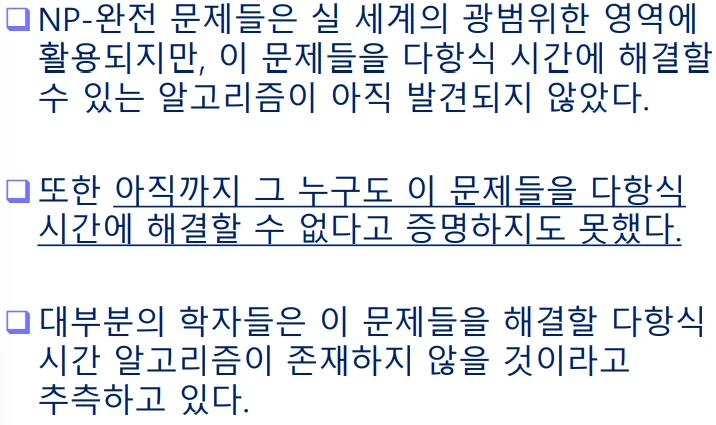 ❑ NP-완전 문제들은 실 세계의 광범위한 영역에
활용되지만, 이 문제들을 다항식 시간에 해결할
수 있는 알고리즘이 아직 발견되지 않았다.
❑ 또한 아직까지 그 누구도 이 문제들을 다항식
시간에 해결할 수 없다고 증명하지도 못했다.
❑ 대부분의 학자들은 이 문제들을 해결할 다항식
시간 알고리즘이 존재하지 않을 것이라고
추측하고 있다.